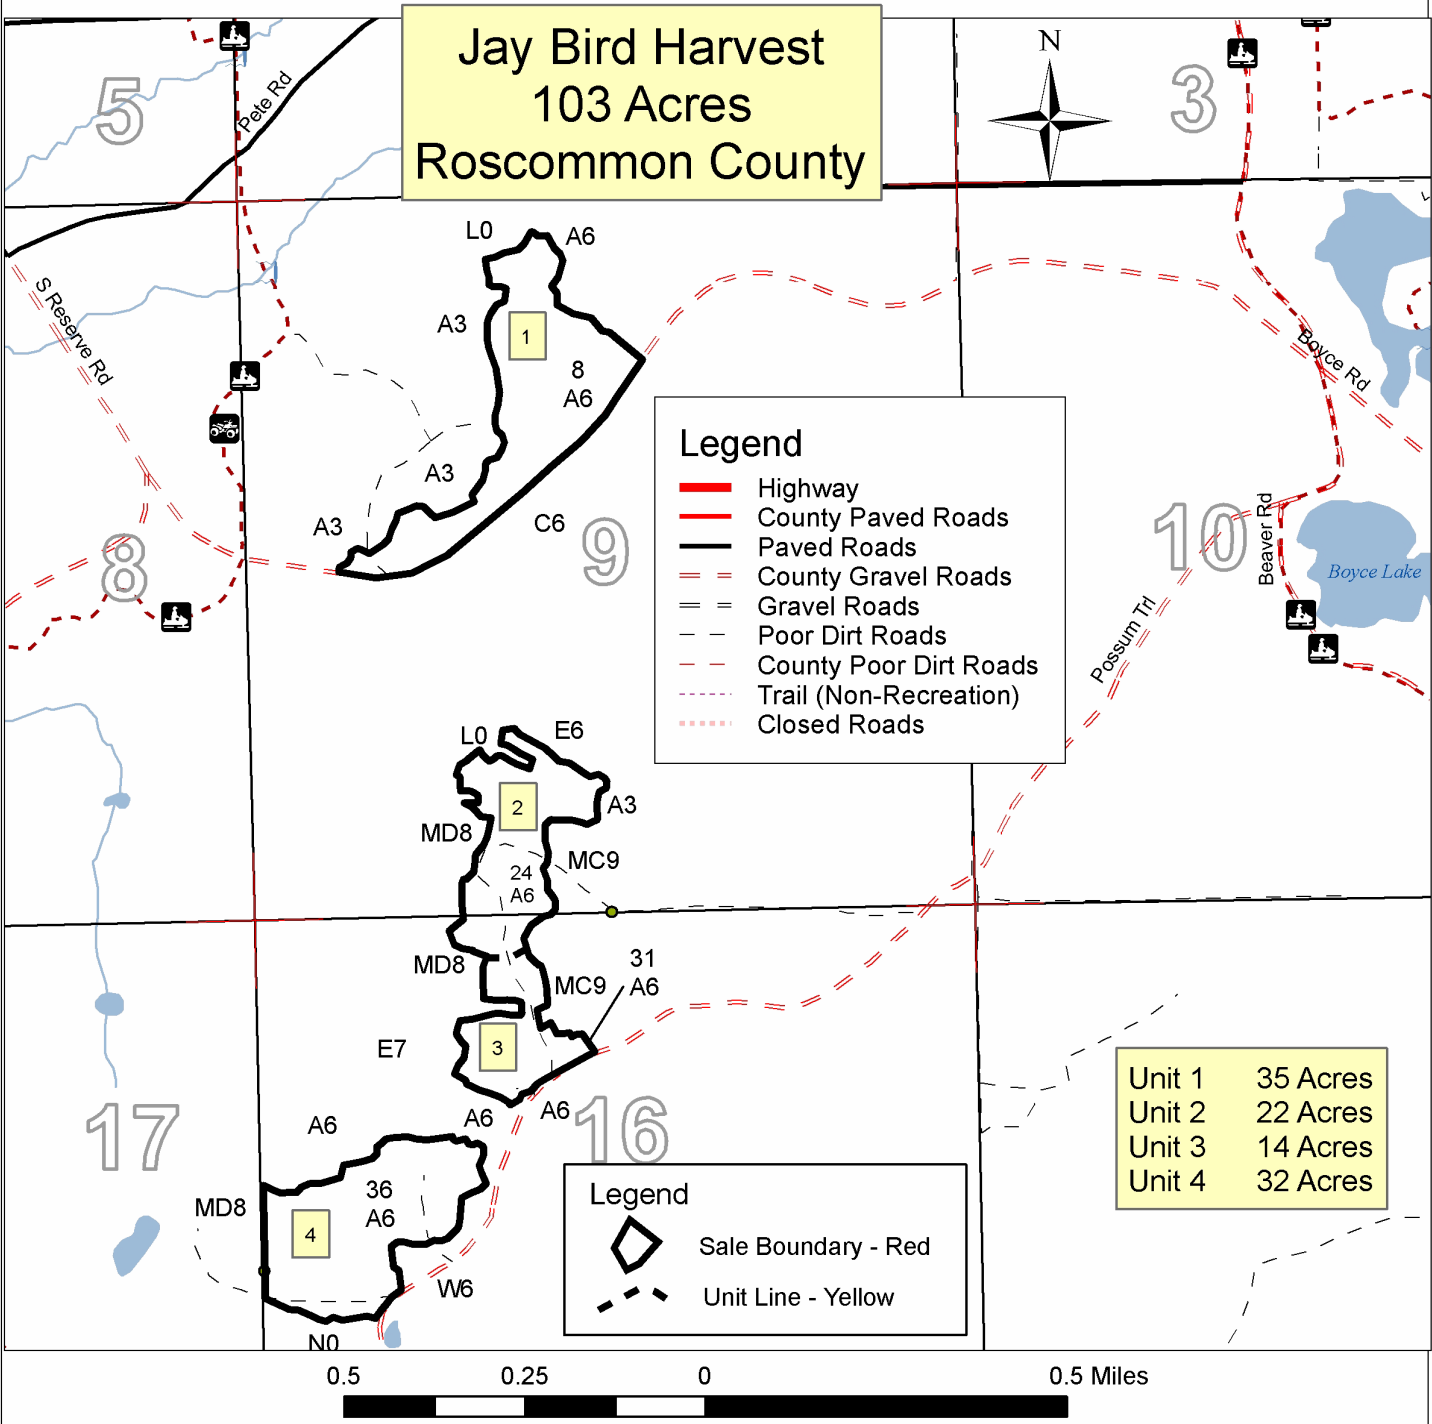 Jay Bird Harvest
103 Acres
Roscommon County
N
5
3
Pete Rd
S Reserve Rd
L0
A6
A3
1
8
A6
A3
A3
C6
9
8
10
Boyce Rd
Beaver Rd
Boyce Lake
Possum Trl
Legend
Highway
County Paved Roads
Paved Roads
County Gravel Roads
Gravel Roads
Poor Dirt Roads
County Poor Dirt Roads
Trail (Non-Recreation)
Closed Roads
L0
E6
2
A3
MD8
MC9
24
A6
MD8
31
A6
MC9
E7
3
A6
A6
16
17
A6
MD8
36
A6
4
W6
N0
Unit 1 35 Acres
Unit 2 22 Acres
Unit 3 14 Acres
Unit 4 32 Acres
Legend
Sale Boundary - Red
Unit Line - Yellow
0.5 0.25 0 0.5 Miles